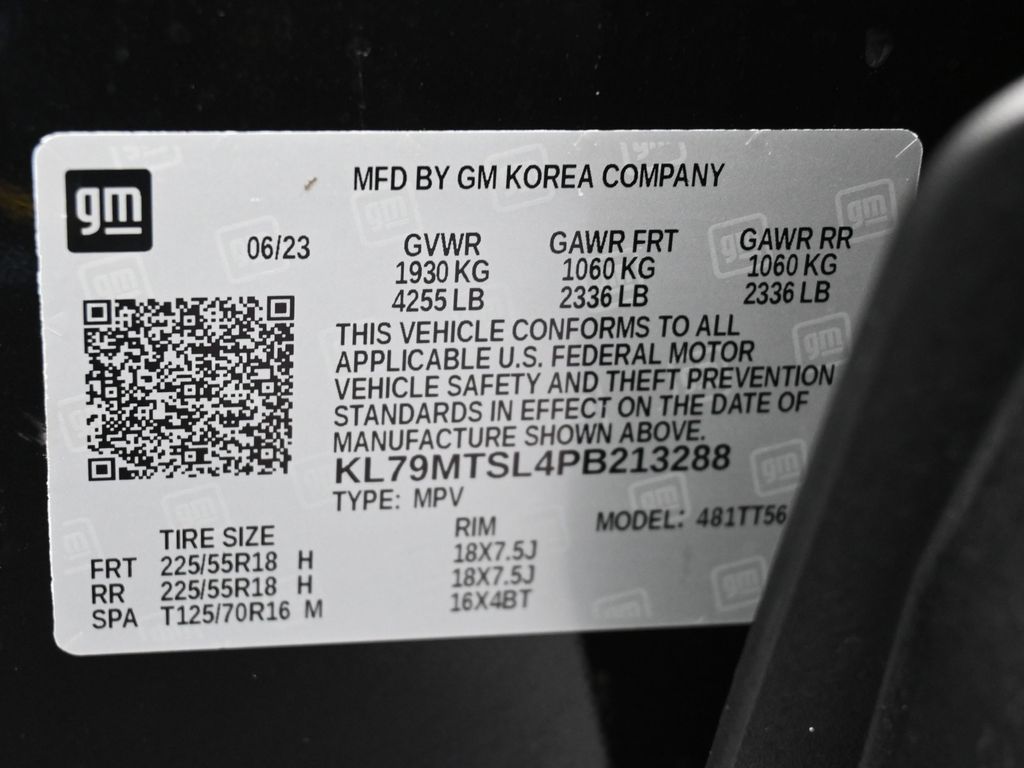 gm
MFD BY GM KOREA COMPANY
06/23
GVWR GAWR FRT GAWR RR
1930 KG 1060 KG 1060 KG
4255 LB 2336 LB 2336 LB
THIS VEHICLE CONFORMS TO ALL
APPLICABLE U.S. FEDERAL MOTOR
VEHICLE SAFETY AND THEFT PREVENTION
STANDARDS IN EFFECT ON THE DATE OF
MANUFACTURE SHOWN ABOVE.
KL79MTSL4PB213288
TYPE: MPV
MODEL: 481TT56
TIRE SIZE RIM
FRT 225/55R18 H 18X7.5J
RR 225/55R18 H 18X7.5J
SPA T125/70R16 M 16X4BT